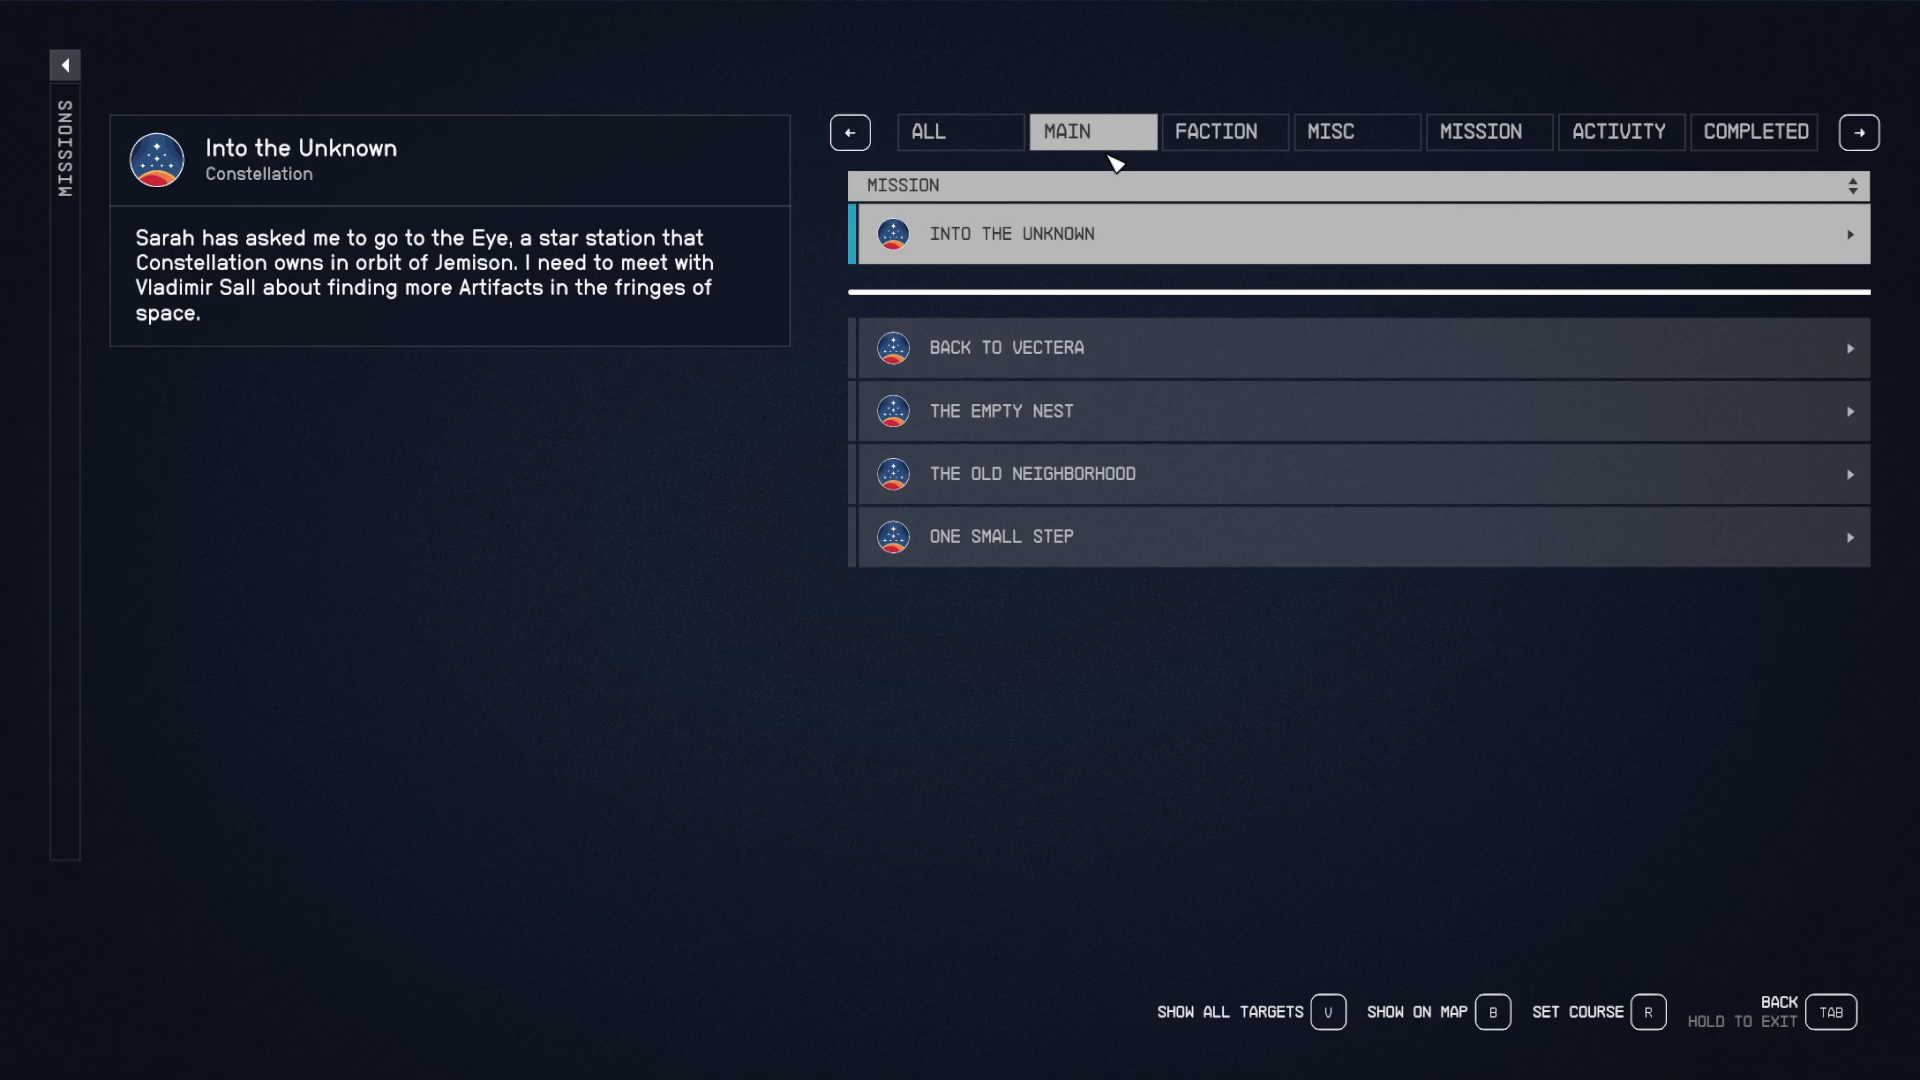 MISSIONS
Into the Unknown
Constellation
Sarah has asked me to go to the Eye, a star station that
Constellation owns in orbit of Jemison. I need to meet with
Vladimir Sall about finding more Artifacts in the fringes of
space.
ALL MAIN FACTION MISC MISSION ACTIVITY COMPLETED
MISSION
INTO THE UNKNOWN
BACK TO VECTERA
THE EMPTY NEST
THE OLD NEIGHBORHOOD
ONE SMALL STEP
SHOW ALL TARGETS V SHOW ON MAP B SET COURSE R BACK TAB
HOLD TO EXIT